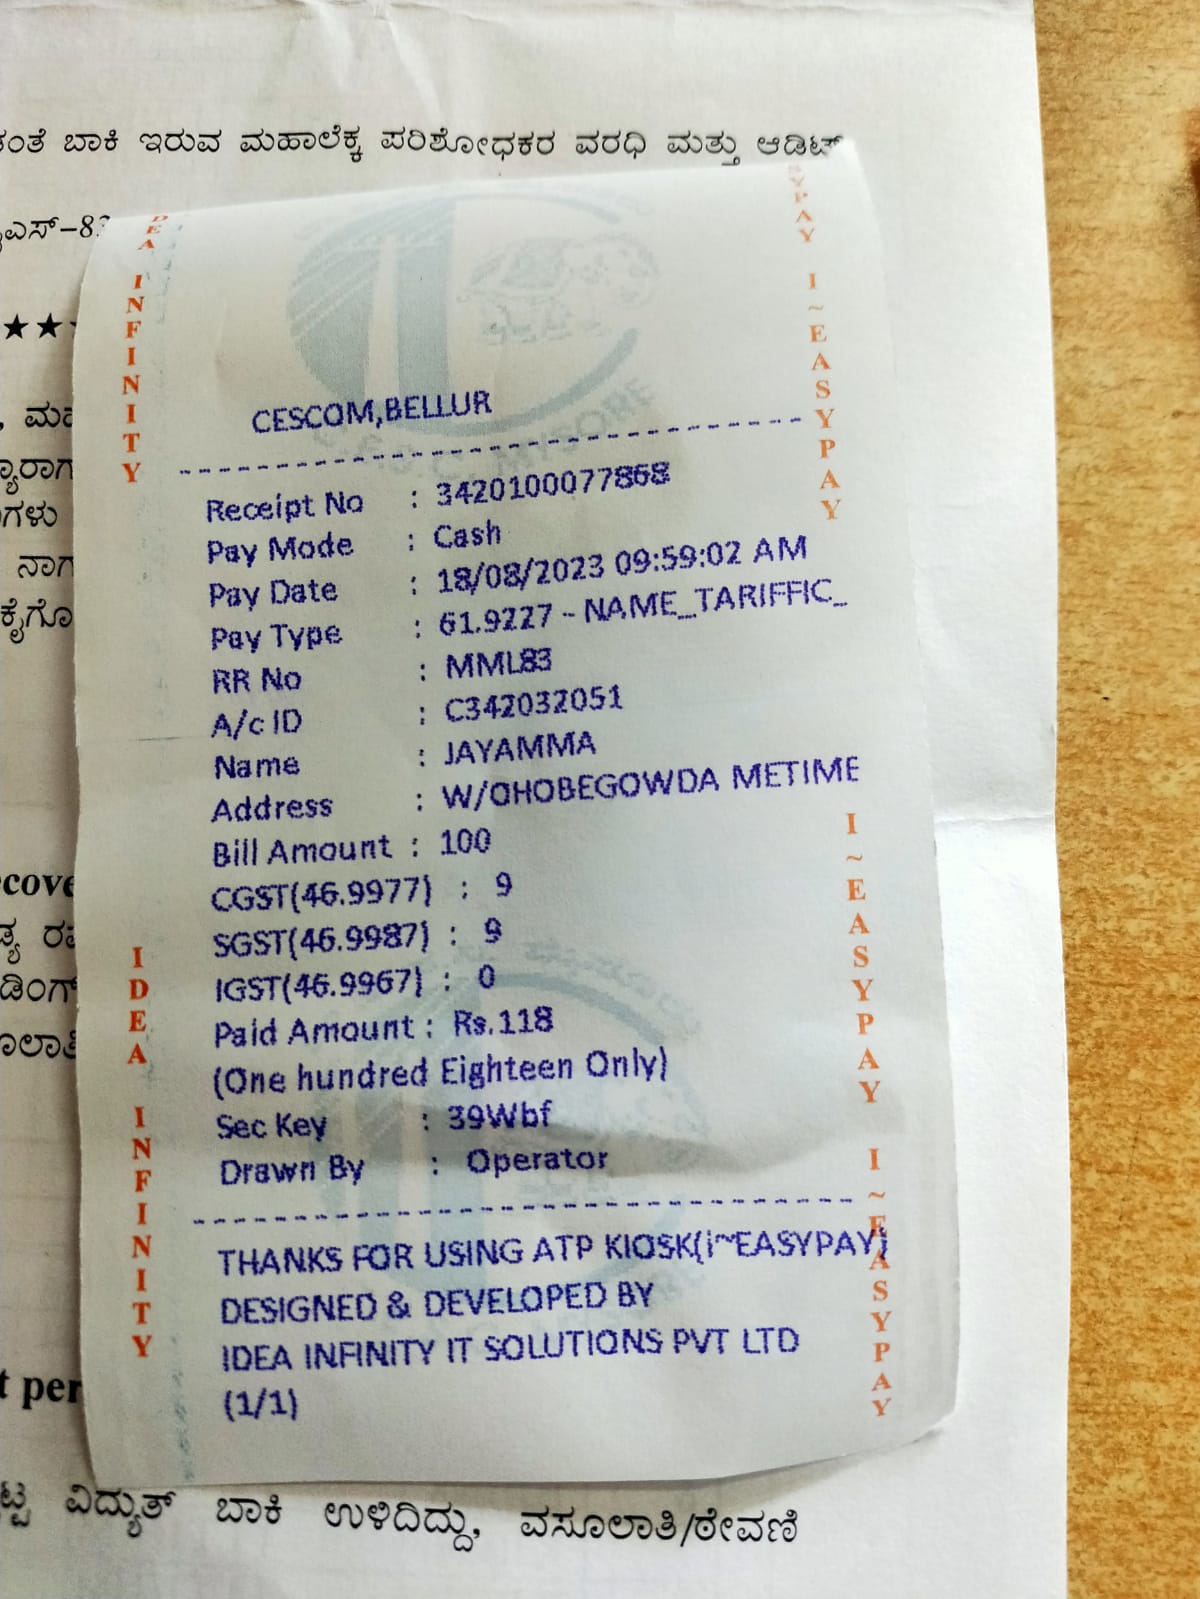 ಬಾಕಿ ಇರುವ ಮಹಾಲೆಕ್ಕ ಪರಿಶೋಧಕರ ವರಧಿ ಮತ್ತು ಆಡಿಟ್
★★
CESCOM,BELLUR
Receipt No : 3420100077868
Pay Mode : Cash
Pay Date : 18/08/2023 09:59:02 AM
Pay Type : 61.9227 - NAME_TARIFFIC_
RR No : MML83
A/c ID : C342032051
Name : JAYAMMA
Address : W/OHOBEGOWDA METIME
Bill Amount : 100
CGST(46.9977) : 9
SGST(46.9987) : 9
IGST(46.9967) : 0
Paid Amount : Rs.118
(One hundred Eighteen Only)
Sec Key : 39Wbf
Drawn By : Operator
THANKS FOR USING ATP KIOSK(i~EASYPAY)
DESIGNED & DEVELOPED BY
IDEA INFINITY IT SOLUTIONS PVT LTD
(1/1)
IDEA INFINITY
IDEA INFINITY
I~EASYPAY
I~EASYPAY
I~EASYPAY
ವಿದ್ಯುತ್ ಬಾಕಿ ಉಳಿದಿದ್ದು, ವಸೂಲಾತಿ/ಠೇವಣಿ